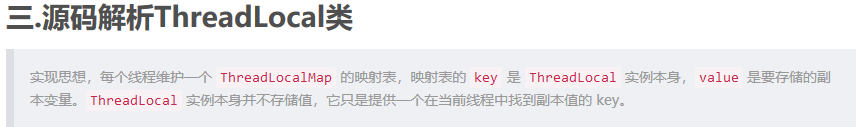 三.源码解析ThreadLocal类
实现思想，每个线程维护一个 ThreadLocalMap 的映射表，映射表的 key 是 ThreadLocal 实例本身，value 是要存储的副
本变量。ThreadLocal 实例本身并不存储值，它只是提供一个在当前线程中找到副本值的 key。